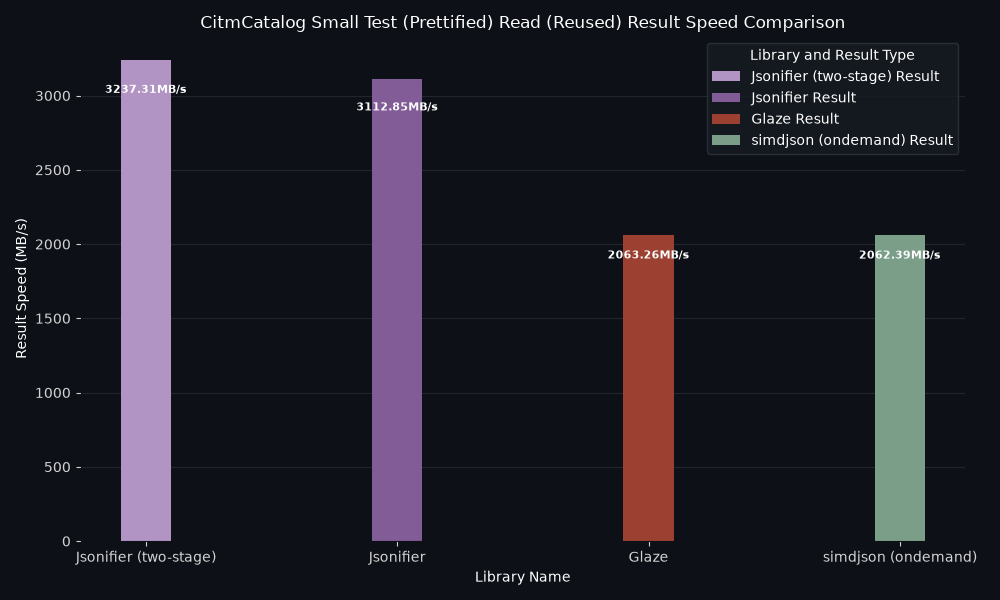 CitmCatalog Small Test (Prettified) Read (Reused) Result Speed Comparison
Library and Result Type
Jsonifier (two-stage) Result
Jsonifier Result
Glaze Result
simdjson (ondemand) Result
Result Speed (MB/s)
3000
2500
2000
1500
1000
500
0
3237.31MB/s
3112.85MB/s
2063.26MB/s
2062.39MB/s
Jsonifier (two-stage)
Jsonifier
Glaze
simdjson (ondemand)
Library Name